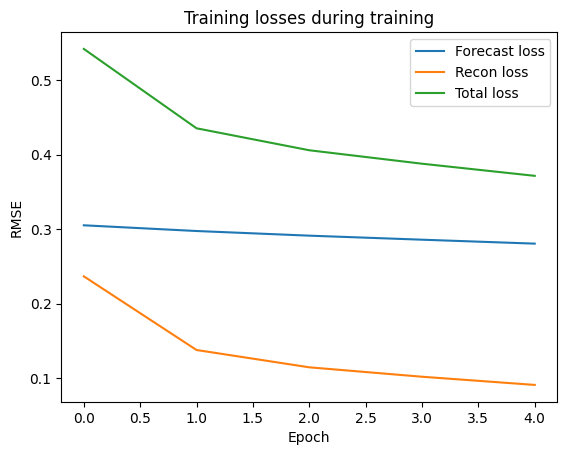 Training losses during training
Forecast loss
Recon loss
Total loss
RMSE
0.5
0.4
0.3
0.2
0.1
0.0 0.5 1.0 1.5 2.0 2.5 3.0 3.5 4.0
Epoch